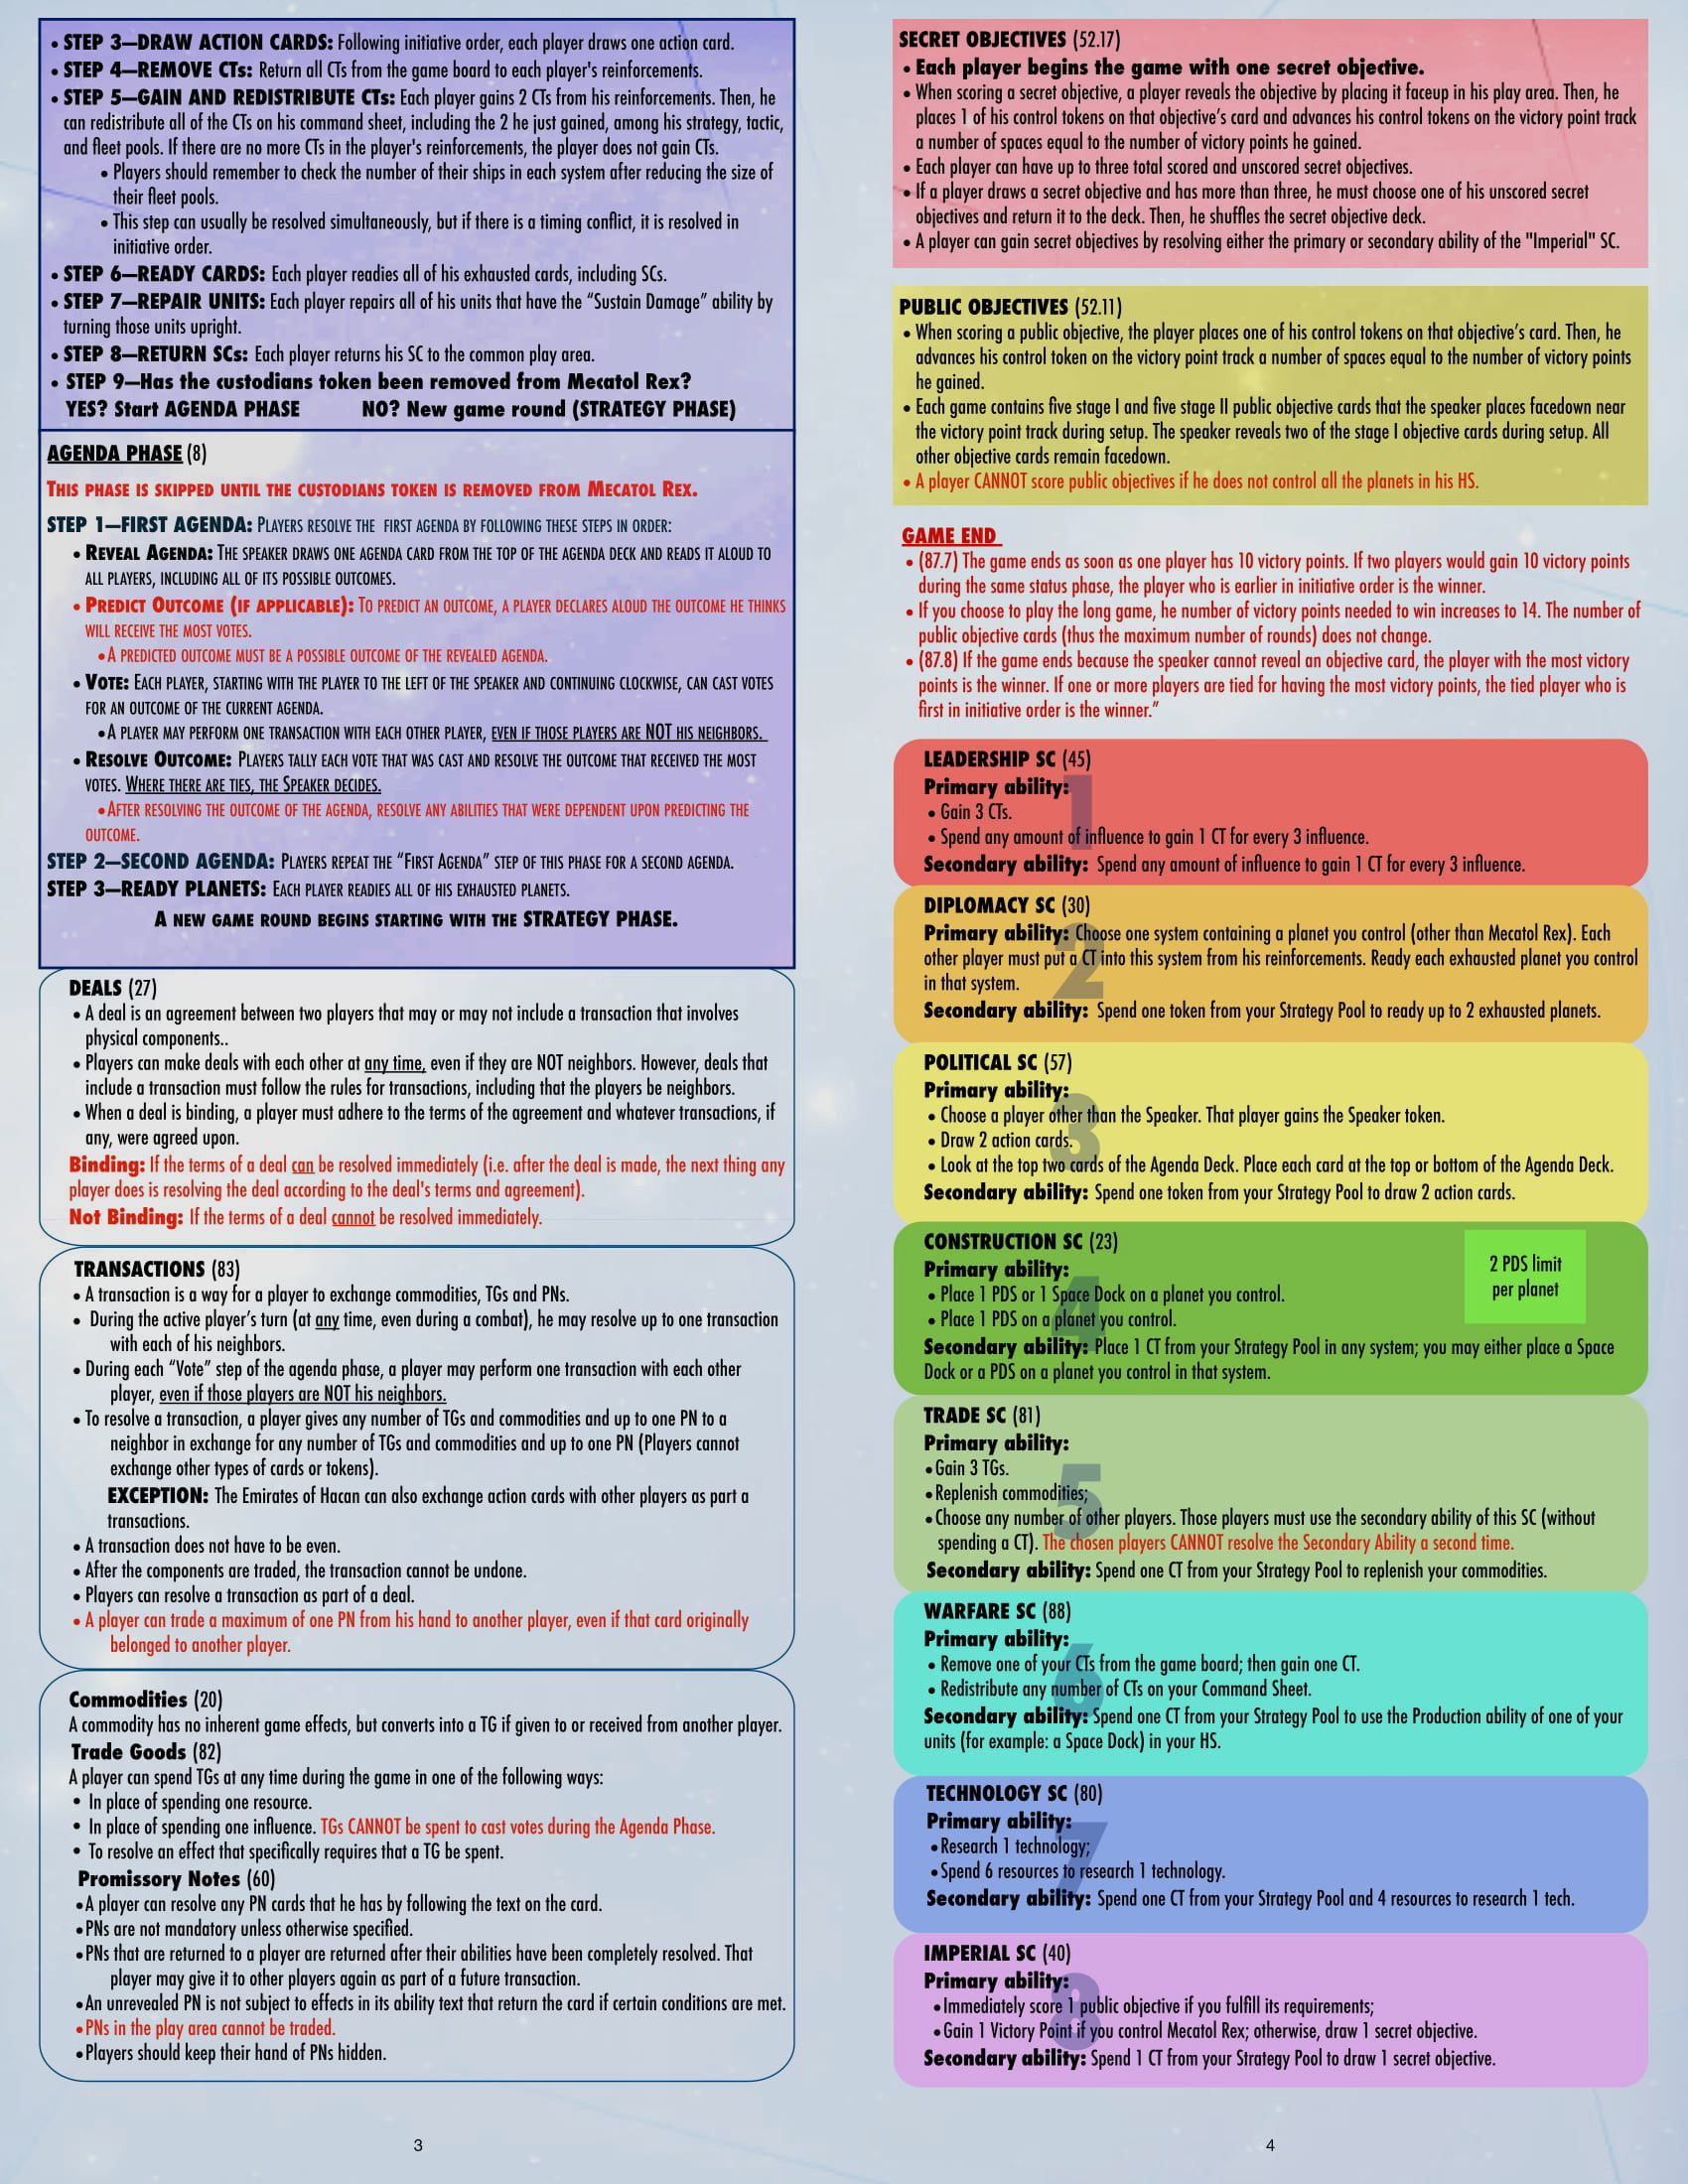 • STEP 3—DRAW ACTION CARDS: Following initiative order, each player draws one action card.
• STEP 4—REMOVE CTs: Return all CTs from the game board to each player's reinforcements.
• STEP 5—GAIN AND REDISTRIBUTE CTs: Each player gains 2 CTs from his reinforcements. Then, he
can redistribute all of the CTs on his command sheet, including the 2 he just gained, among his strategy, tactic,
and fleet pools. If there are no more CTs in the player's reinforcements, the player does not gain CTs.
• Players should remember to check the number of their ships in each system after reducing the size of
their fleet pools.
• This step can usually be resolved simultaneously, but if there is a timing conflict, it is resolved in
initiative order.
• STEP 6—READY CARDS: Each player readies all of his exhausted cards, including SCs.
• STEP 7—REPAIR UNITS: Each player repairs all of his units that have the “Sustain Damage” ability by
turning those units upright.
• STEP 8—RETURN SCs: Each player returns his SC to the common play area.
• STEP 9—Has the custodians token been removed from Mecatol Rex?
YES? Start AGENDA PHASE NO? New game round (STRATEGY PHASE)
AGENDA PHASE (8)
THIS PHASE IS SKIPPED UNTIL THE CUSTODIANS TOKEN IS REMOVED FROM MECATOL REX.
STEP 1—FIRST AGENDA: PLAYERS RESOLVE THE FIRST AGENDA BY FOLLOWING THESE STEPS IN ORDER:
• REVEAL AGENDA: THE SPEAKER DRAWS ONE AGENDA CARD FROM THE TOP OF THE AGENDA DECK AND READS IT ALOUD TO
ALL PLAYERS, INCLUDING ALL OF ITS POSSIBLE OUTCOMES.
• PREDICT OUTCOME (IF APPLICABLE): TO PREDICT AN OUTCOME, A PLAYER DECLARES ALOUD THE OUTCOME HE THINKS
WILL RECEIVE THE MOST VOTES.
• A PREDICTED OUTCOME MUST BE A POSSIBLE OUTCOME OF THE REVEALED AGENDA.
• VOTE: EACH PLAYER, STARTING WITH THE PLAYER TO THE LEFT OF THE SPEAKER AND CONTINUING CLOCKWISE, CAN CAST VOTES
FOR AN OUTCOME OF THE CURRENT AGENDA.
• A PLAYER MAY PERFORM ONE TRANSACTION WITH EACH OTHER PLAYER, EVEN IF THOSE PLAYERS ARE NOT HIS NEIGHBORS.
• RESOLVE OUTCOME: PLAYERS TALLY EACH VOTE THAT WAS CAST AND RESOLVE THE OUTCOME THAT RECEIVED THE MOST
VOTES. WHERE THERE ARE TIES, THE SPEAKER DECIDES.
• AFTER RESOLVING THE OUTCOME OF THE AGENDA, RESOLVE ANY ABILITIES THAT WERE DEPENDENT UPON PREDICTING THE
OUTCOME.
STEP 2—SECOND AGENDA: PLAYERS REPEAT THE “FIRST AGENDA” STEP OF THIS PHASE FOR A SECOND AGENDA.
STEP 3—READY PLANETS: EACH PLAYER READIES ALL OF HIS EXHAUSTED PLANETS.
A NEW GAME ROUND BEGINS STARTING WITH THE STRATEGY PHASE.
DEALS (27)
• A deal is an agreement between two players that may or may not include a transaction that involves
physical components..
• Players can make deals with each other at any time, even if they are NOT neighbors. However, deals that
include a transaction must follow the rules for transactions, including that the players be neighbors.
• When a deal is binding, a player must adhere to the terms of the agreement and whatever transactions, if
any, were agreed upon.
Binding: If the terms of a deal can be resolved immediately (i.e. after the deal is made, the next thing any
player does is resolving the deal according to the deal's terms and agreement).
Not Binding: If the terms of a deal cannot be resolved immediately.
TRANSACTIONS (83)
• A transaction is a way for a player to exchange commodities, TGs and PNs.
• During the active player's turn (at any time, even during a combat), he may resolve up to one transaction
with each of his neighbors.
• During each “Vote” step of the agenda phase, a player may perform one transaction with each other
player, even if those players are NOT his neighbors.
• To resolve a transaction, a player gives any number of TGs and commodities and up to one PN to a
neighbor in exchange for any number of TGs and commodities and up to one PN (Players cannot
exchange other types of cards or tokens).
EXCEPTION: The Emirates of Hacan can also exchange action cards with other players as part a
transactions.
• A transaction does not have to be even.
• After the components are traded, the transaction cannot be undone.
• Players can resolve a transaction as part of a deal.
• A player can trade a maximum of one PN from his hand to another player, even if that card originally
belonged to another player.
Commodities (20)
A commodity has no inherent game effects, but converts into a TG if given to or received from another player.
Trade Goods (82)
A player can spend TGs at any time during the game in one of the following ways:
• In place of spending one resource.
• In place of spending one influence. TGs CANNOT be spent to cast votes during the Agenda Phase.
• To resolve an effect that specifically requires that a TG be spent.
Promissory Notes (60)
• A player can resolve any PN cards that he has by following the text on the card.
• PNs are not mandatory unless otherwise specified.
• PNs that are returned to a player are returned after their abilities have been completely resolved. That
player may give it to other players again as part of a future transaction.
• An unrevealed PN is not subject to effects in its ability text that return the card if certain conditions are met.
• PNs in the play area cannot be traded.
• Players should keep their hand of PNs hidden.
3
SECRET OBJECTIVES (52.17)
• Each player begins the game with one secret objective.
• When scoring a secret objective, a player reveals the objective by placing it faceup in his play area. Then, he
places 1 of his control tokens on that objective’s card and advances his control tokens on the victory point track
a number of spaces equal to the number of victory points he gained.
• Each player can have up to three total scored and unscored secret objectives.
• If a player draws a secret objective and has more than three, he must choose one of his unscored secret
objectives and return it to the deck. Then, he shuffles the secret objective deck.
• A player can gain secret objectives by resolving either the primary or secondary ability of the "Imperial" SC.
PUBLIC OBJECTIVES (52.11)
• When scoring a public objective, the player places one of his control tokens on that objective’s card. Then, he
advances his control token on the victory point track a number of spaces equal to the number of victory points
he gained.
• Each game contains five stage I and five stage II public objective cards that the speaker places facedown near
the victory point track during setup. The speaker reveals two of the stage I objective cards during setup. All
other objective cards remain facedown.
• A player CANNOT score public objectives if he does not control all the planets in his HS.
GAME END
• (87.7) The game ends as soon as one player has 10 victory points. If two players would gain 10 victory points
during the same status phase, the player who is earlier in initiative order is the winner.
• If you choose to play the long game, he number of victory points needed to win increases to 14. The number of
public objective cards (thus the maximum number of rounds) does not change.
• (87.8) If the game ends because the speaker cannot reveal an objective card, the player with the most victory
points is the winner. If one or more players are tied for having the most victory points, the tied player who is
first in initiative order is the winner.”
LEADERSHIP SC (45)
1
Primary ability:
• Gain 3 CTs.
• Spend any amount of influence to gain 1 CT for every 3 influence.
Secondary ability: Spend any amount of influence to gain 1 CT for every 3 influence.
DIPLOMACY SC (30)
2
Primary ability: Choose one system containing a planet you control (other than Mecatol Rex). Each
other player must put a CT into this system from his reinforcements. Ready each exhausted planet you control
in that system.
Secondary ability: Spend one token from your Strategy Pool to ready up to 2 exhausted planets.
POLITICAL SC (57)
3
Primary ability:
• Choose a player other than the Speaker. That player gains the Speaker token.
• Draw 2 action cards.
• Look at the top two cards of the Agenda Deck. Place each card at the top or bottom of the Agenda Deck.
Secondary ability: Spend one token from your Strategy Pool to draw 2 action cards.
CONSTRUCTION SC (23)
4
Primary ability:
• Place 1 PDS or 1 Space Dock on a planet you control.
• Place 1 PDS on a planet you control.
2 PDS limit
per planet
Secondary ability: Place 1 CT from your Strategy Pool in any system; you may either place a Space
Dock or a PDS on a planet you control in that system.
TRADE SC (81)
5
Primary ability:
• Gain 3 TGs.
• Replenish commodities;
• Choose any number of other players. Those players must use the secondary ability of this SC (without
spending a CT). The chosen players CANNOT resolve the Secondary Ability a second time.
Secondary ability: Spend one CT from your Strategy Pool to replenish your commodities.
WARFARE SC (88)
6
Primary ability:
• Remove one of your CTs from the game board; then gain one CT.
• Redistribute any number of CTs on your Command Sheet.
Secondary ability: Spend one CT from your Strategy Pool to use the Production ability of one of your
units (for example: a Space Dock) in your HS.
TECHNOLOGY SC (80)
7
Primary ability:
• Research 1 technology;
• Spend 6 resources to research 1 technology.
Secondary ability: Spend one CT from your Strategy Pool and 4 resources to research 1 tech.
IMPERIAL SC (40)
8
Primary ability:
• Immediately score 1 public objective if you fulfill its requirements;
• Gain 1 Victory Point if you control Mecatol Rex; otherwise, draw 1 secret objective.
Secondary ability: Spend 1 CT from your Strategy Pool to draw 1 secret objective.
4